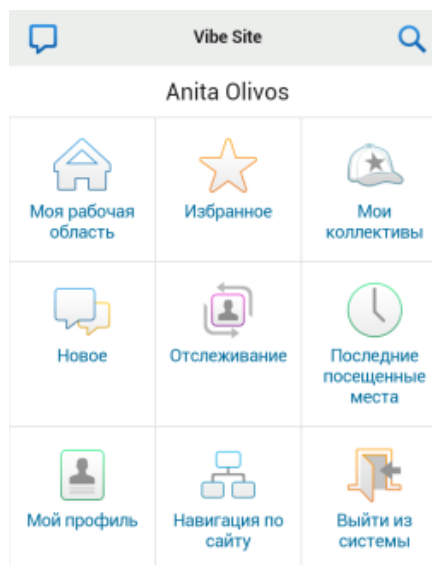 Vibe Site
Anita Olivos
Моя рабочая
область
Избранное
Мои
коллективы
Новое
Отслеживание
Последние
посещенные
места
Мой профиль
Навигация по
сайту
Выйти из
системы